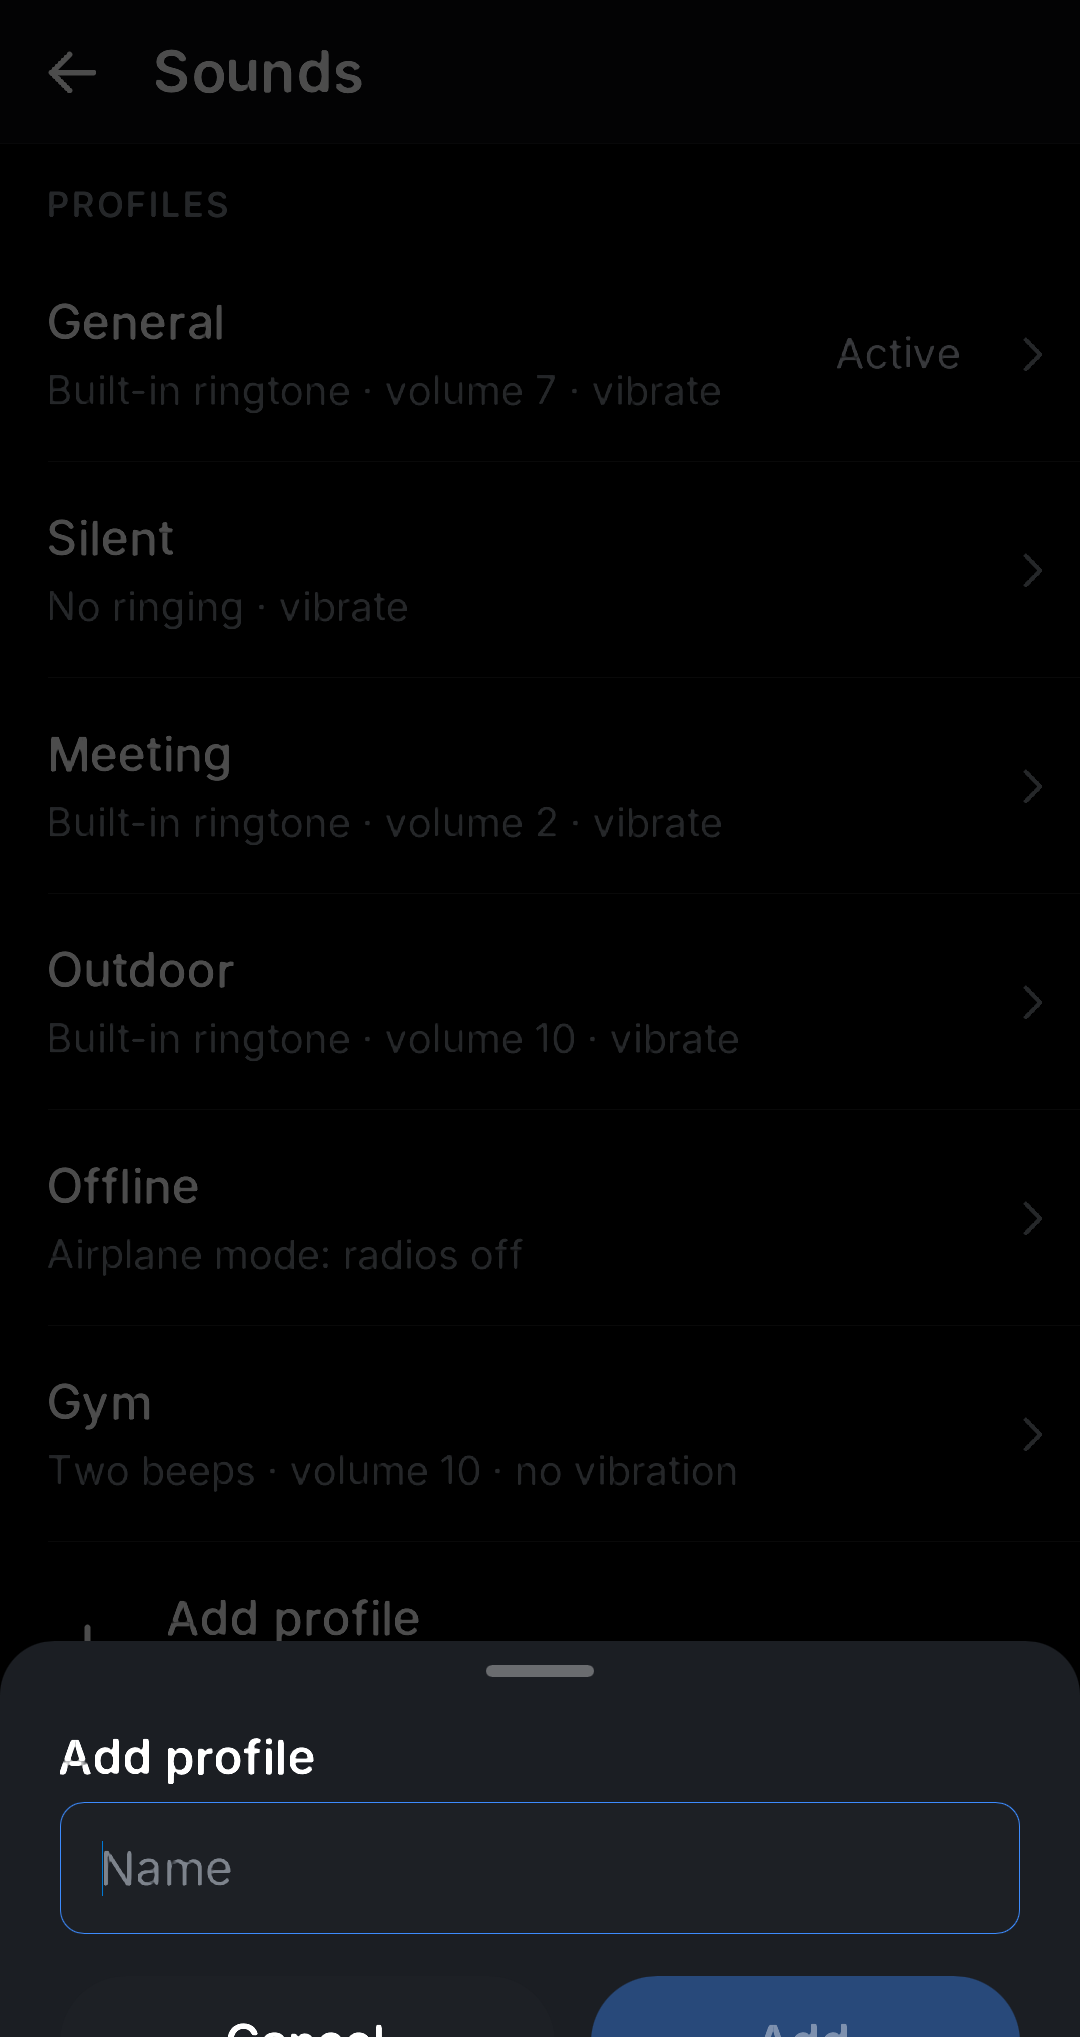 Sounds
PROFILES
General
Built-in ringtone · volume 7 · vibrate
Active
Silent
No ringing · vibrate
Meeting
Built-in ringtone · volume 2 · vibrate
Outdoor
Built-in ringtone · volume 10 · vibrate
Offline
Airplane mode: radios off
Gym
Two beeps · volume 10 · no vibration
Add profile
Add profile
Name
Cancel
Add